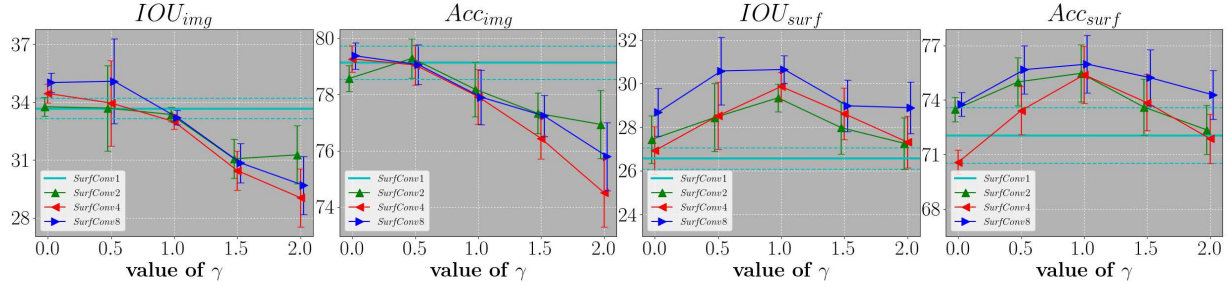 IOU_img
37
34
31
28
SurfConv1
SurfConv2
SurfConv4
SurfConv8
0.0 0.5 1.0 1.5 2.0
value of γ
Acc_img
80
78
76
74
SurfConv1
SurfConv2
SurfConv4
SurfConv8
0.0 0.5 1.0 1.5 2.0
value of γ
IOU_surf
32
30
28
26
24
SurfConv1
SurfConv2
SurfConv4
SurfConv8
0.0 0.5 1.0 1.5 2.0
value of γ
Acc_surf
77
74
71
68
SurfConv1
SurfConv2
SurfConv4
SurfConv8
0.0 0.5 1.0 1.5 2.0
value of γ